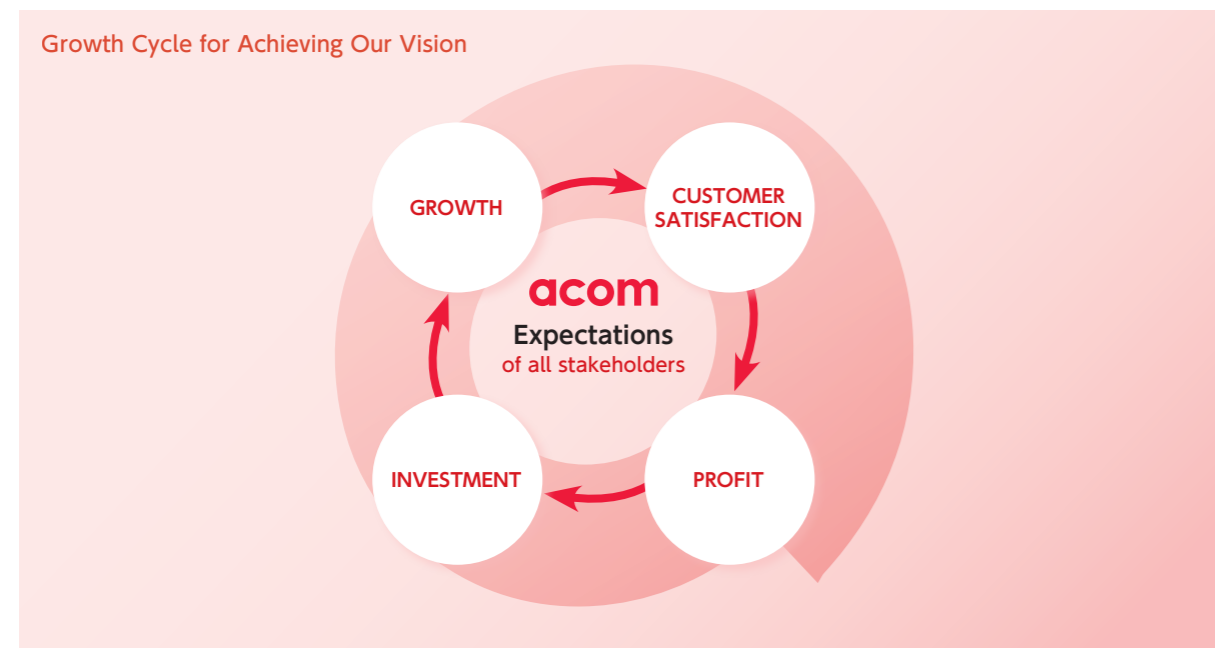 Growth Cycle for Achieving Our Vision
GROWTH
CUSTOMER
SATISFACTION
acom
Expectations
of all stakeholders
INVESTMENT
PROFIT